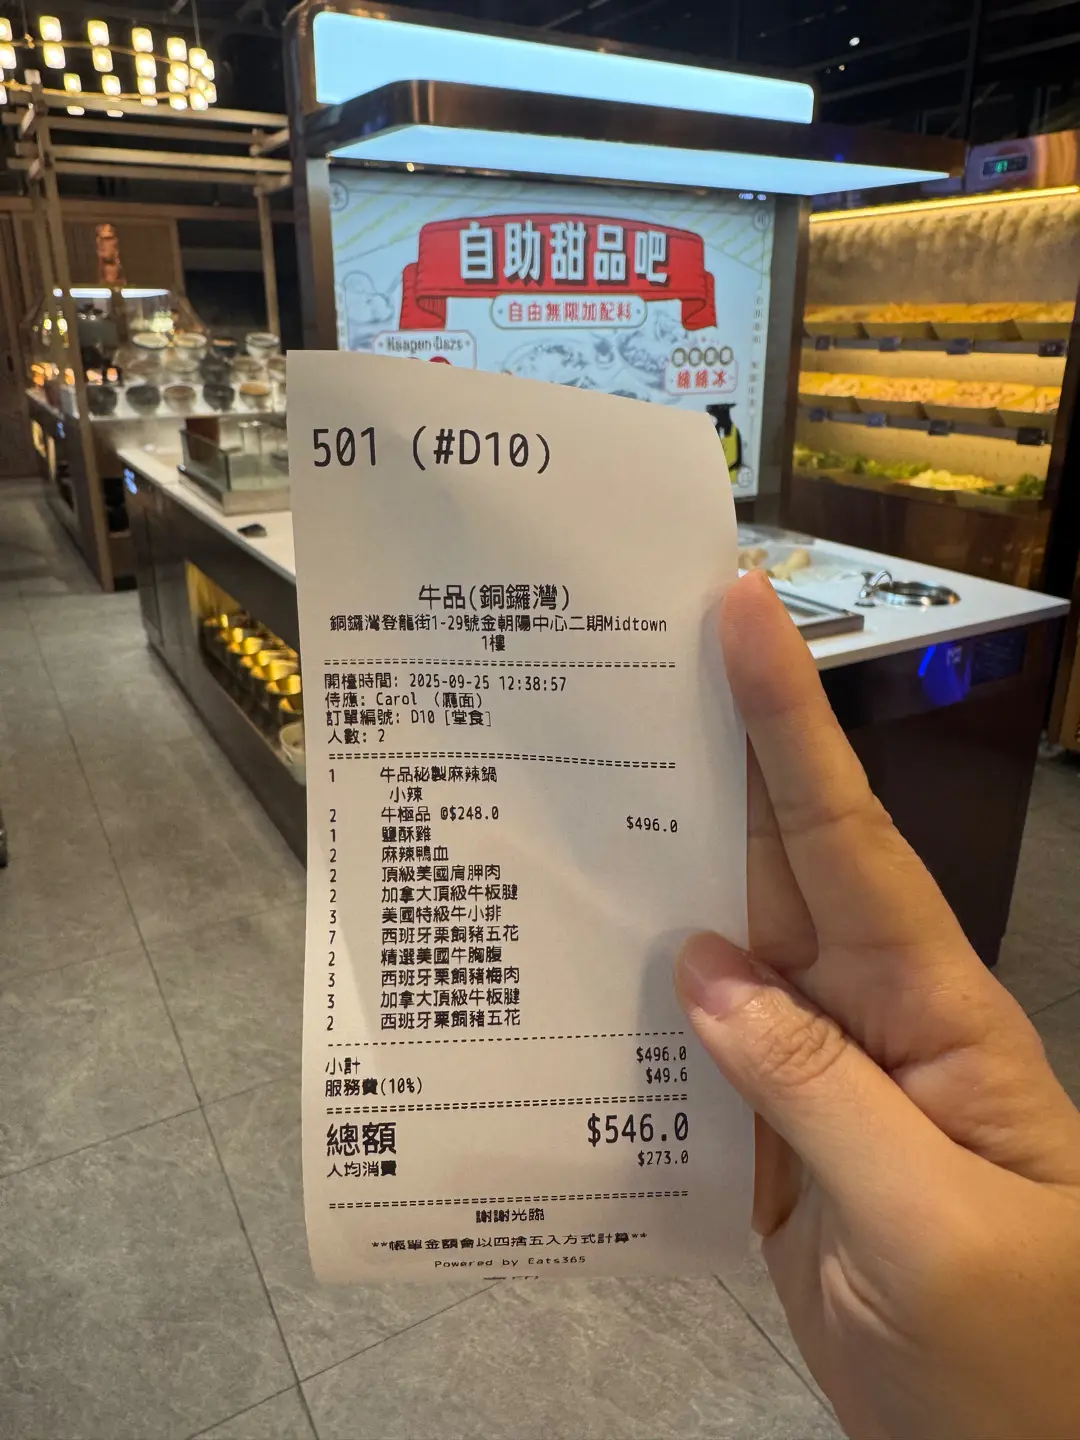 自助甜品吧
自由無限加配料
綿綿冰
501 (#D10)
牛品(銅鑼灣)
銅鑼灣登龍街1-29號金朝陽中心二期Midtown
1樓
開檯時間: 2025-09-25 12:38:57
侍應: Carol (廳面)
訂單編號: D10 [堂食]
人數: 2
1 牛品秘製麻辣鍋
小辣
2 牛極品 @$248.0 $496.0
1 鹽酥雞
2 麻辣鴨血
2 頂級美國肩胛肉
2 加拿大頂級牛板腱
3 美國特級牛小排
7 西班牙栗飼豬五花
2 精選美國牛胸腹
3 西班牙栗飼豬梅肉
3 加拿大頂級牛板腱
2 西班牙栗飼豬五花
小計 $496.0
服務費(10%) $49.6
總額 $546.0
人均消費 $273.0
謝謝光臨
**帳單金額會以四捨五入方式計算**
Powered by Eats365